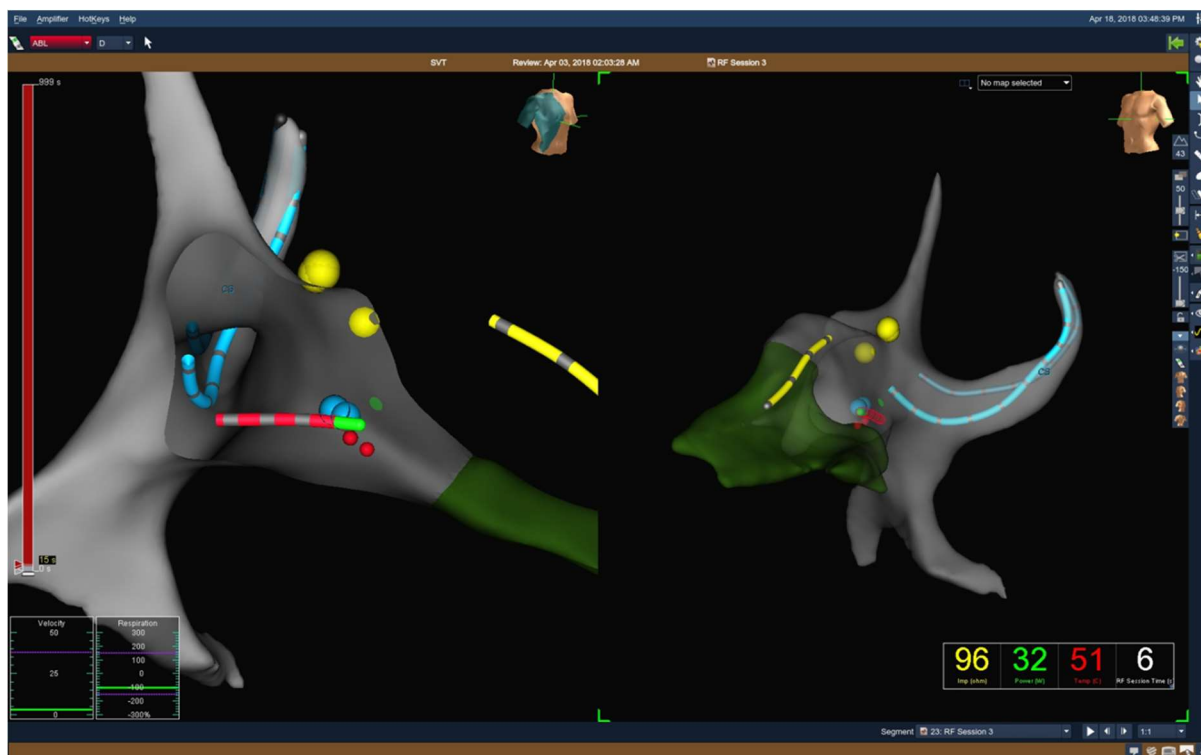 File Amplifier HotKeys Help
Apr 18, 2018 03:48:39 PM
ABL
D
SVT
Review: Apr 03, 2018 02:03:28 AM
RF Session 3
999 s
No map selected
43
50
-150
CS
CS
15 s
0 s
Velocity
50
25
0
Respiration
300
200
100
0
-100
-200
-300%
96
32
51
6
Imp (ohm)
Power (W)
Temp (C)
RF Session Time (s
Segment
23: RF Session 3
1:1